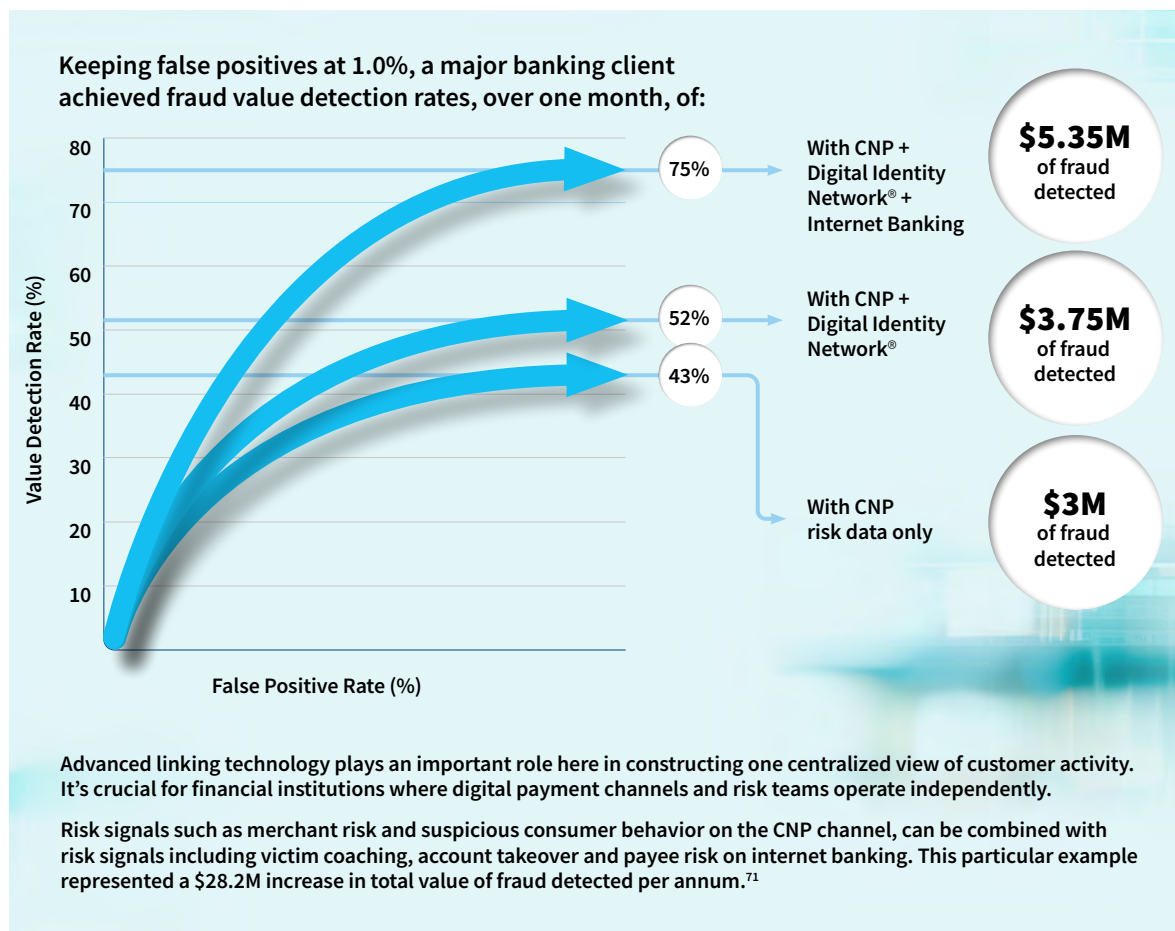 Keeping false positives at 1.0%, a major banking client
achieved fraud value detection rates, over one month, of:
Value Detection Rate (%)
80
70
60
50
40
30
20
10
False Positive Rate (%)
75%
52%
43%
With CNP +
Digital Identity
Network® +
Internet Banking
$5.35M
of fraud
detected
With CNP +
Digital Identity
Network®
$3.75M
of fraud
detected
With CNP
risk data only
$3M
of fraud
detected
Advanced linking technology plays an important role here in constructing one centralized view of customer activity.
It’s crucial for financial institutions where digital payment channels and risk teams operate independently.
Risk signals such as merchant risk and suspicious consumer behavior on the CNP channel, can be combined with
risk signals including victim coaching, account takeover and payee risk on internet banking. This particular example
represented a $28.2M increase in total value of fraud detected per annum.⁷¹